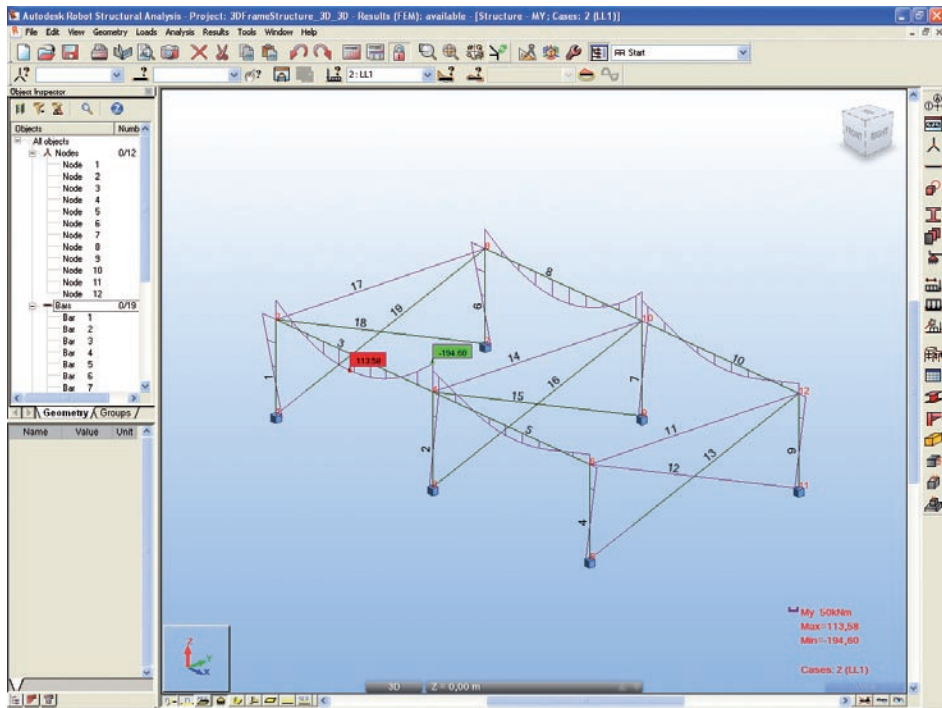 Autodesk Robot Structural Analysis - Project: 3DFrameStructure_3D_3D - Results (FEM): available - [Structure - MY; Cases: 2 (LL1)]
File Edit View Geometry Loads Analysis Results Tools Window Help
Start
2 : LL1
Object Inspector
Objects Numb
All objects
Nodes 0/12
Node 1
Node 2
Node 3
Node 4
Node 5
Node 6
Node 7
Node 8
Node 9
Node 10
Node 11
Node 12
Bars 0/19
Bar 1
Bar 2
Bar 3
Bar 4
Bar 5
Bar 6
Bar 7
Geometry Groups
Name Value Unit
FRONT RIGHT
8
17
6
19
18
10
3
113,58
-194,60
14
10
1
7
16
12
15
11
2
5
9
13
12
11
4
My 50kNm
Max=113,58
Min=-194,60
Cases: 2 (LL1)
Z
Y
X
3D Z = 0,00 m